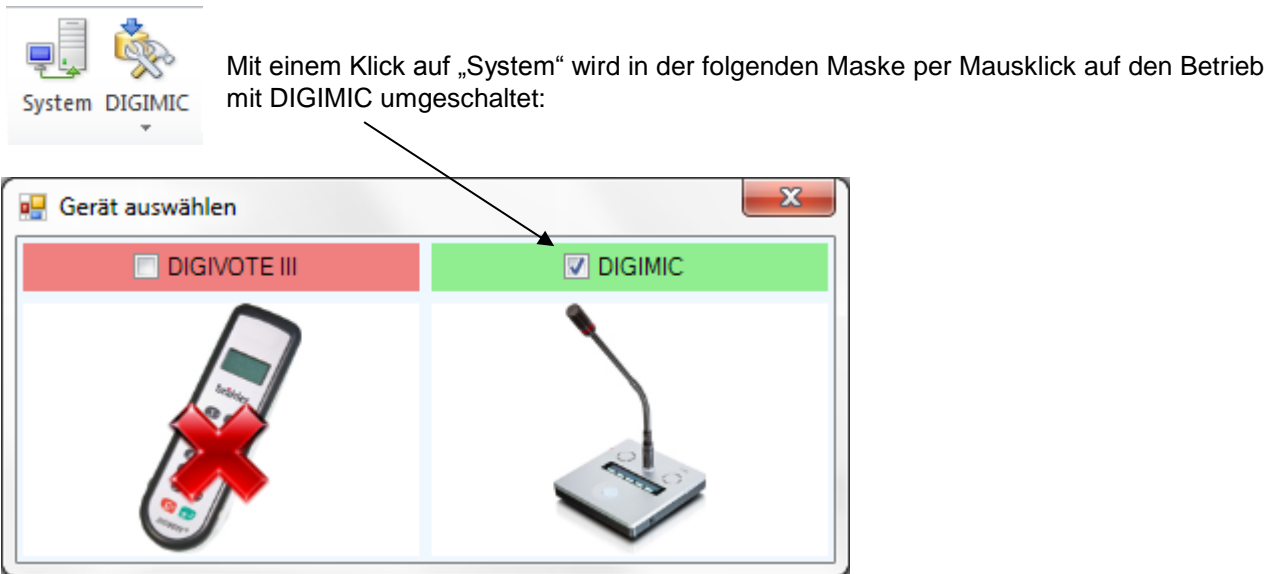 Mit einem Klick auf „System“ wird in der folgenden Maske per Mausklick auf den Betrieb
System DIGIMIC
mit DIGIMIC umgeschaltet:
Gerät auswählen
DIGIVOTE III
DIGIMIC